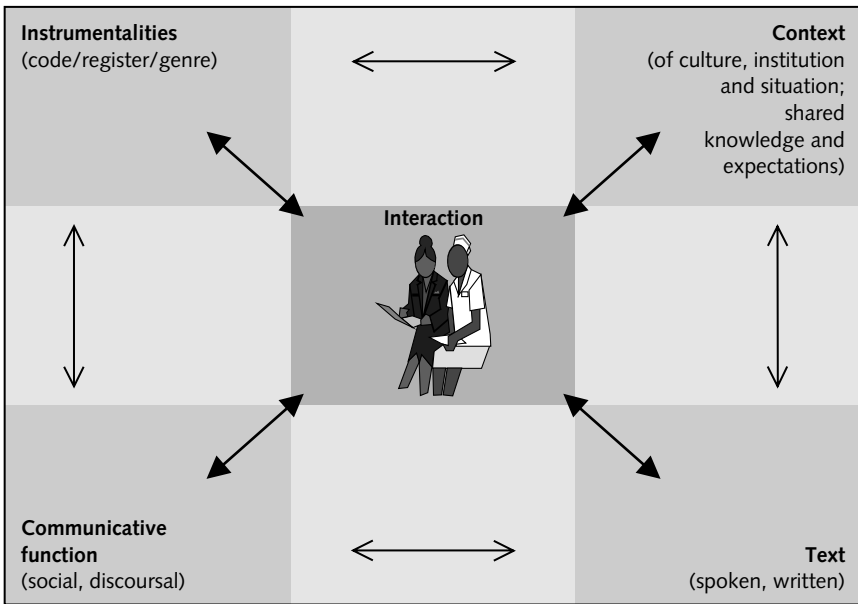 Instrumentalities
(code/register/genre)
Context
(of culture, institution
and situation;
shared
knowledge and
expectations)
Interaction
Communicative
function
(social, discoursal)
Text
(spoken, written)